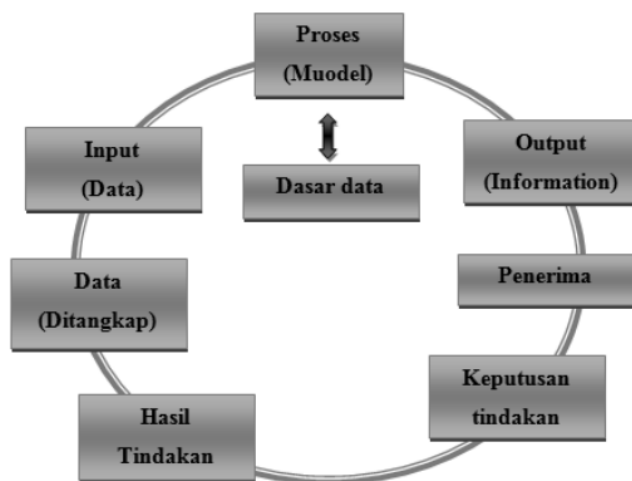 Proses
(Muodel)
Input
(Data)
Output
(Information)
Dasar data
Data
(Ditangkap)
Penerima
Keputusan
tindakan
Hasil
Tindakan